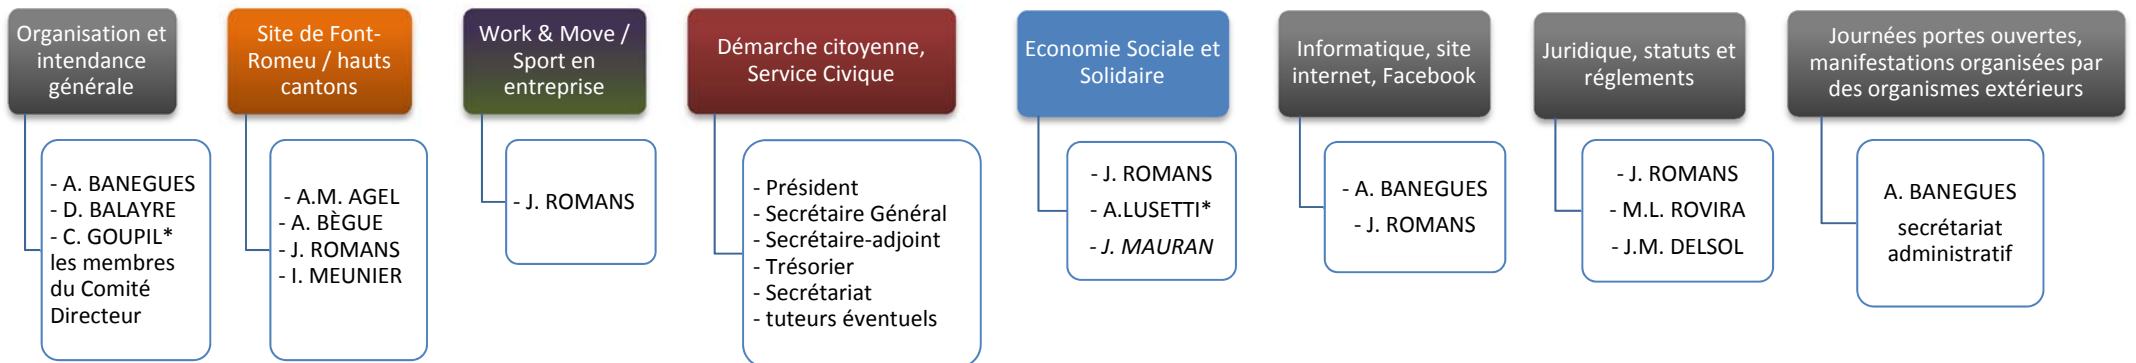 Organisation et
intendance
générale
- A. BANEGUES
- D. BALAYRE
- C. GOUPIL*
les membres
du Comité
Directeur
Site de Font-
Romeu / hauts
cantons
- A.M. AGEL
- A. BÈGUE
- J. ROMANS
- I. MEUNIER
Work & Move /
Sport en
entreprise
- J. ROMANS
Démarche citoyenne,
Service Civique
- Président
- Secrétaire Général
- Secrétaire-adjoint
- Trésorier
- Secrétariat
- tuteurs éventuels
Economie Sociale et
Solidaire
- J. ROMANS
- A.LUSETTI*
- J. MAURAN
Informatique, site
internet, Facebook
- A. BANEGUES
- J. ROMANS
Juridique, statuts et
réglements
- J. ROMANS
- M.L. ROVIRA
- J.M. DELSOL
Journées portes ouvertes,
manifestations organisées par
des organismes extérieurs
A. BANEGUES
secrétariat
administratif